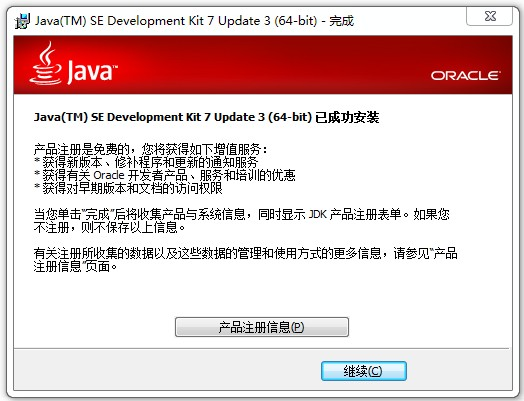 Java(TM) SE Development Kit 7 Update 3 (64-bit) - 完成
Java™
ORACLE®
Java(TM) SE Development Kit 7 Update 3 (64-bit) 已成功安装
产品注册是免费的，您将获得如下增值服务：
* 获得新版本、修补程序和更新的通知服务
* 获得有关 Oracle 开发者产品、服务和培训的优惠
* 获得对早期版本和文档的访问权限
当您单击“完成”后将收集产品与系统信息，同时显示 JDK 产品注册表单。如果您
不注册，则不保存以上信息。
有关注册所收集的数据以及这些数据的管理和使用方式的更多信息，请参见“产品
注册信息”页面。
产品注册信息(P)
继续(C)